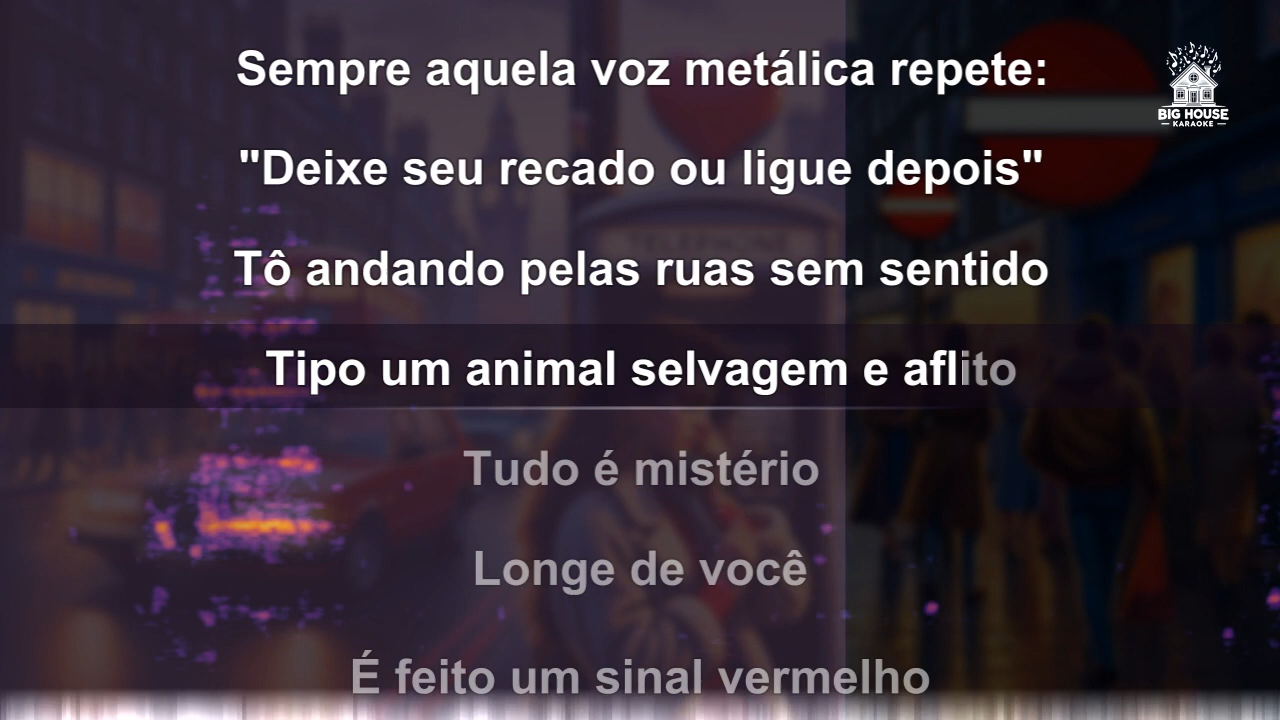 Sempre aquela voz metálica repete:
BIG HOUSE
KARAOKE
"Deixe seu recado ou ligue depois"
Tô andando pelas ruas sem sentido
Tipo um animal selvagem e aflito
Tudo é mistério
Longe de você
É feito um sinal vermelho